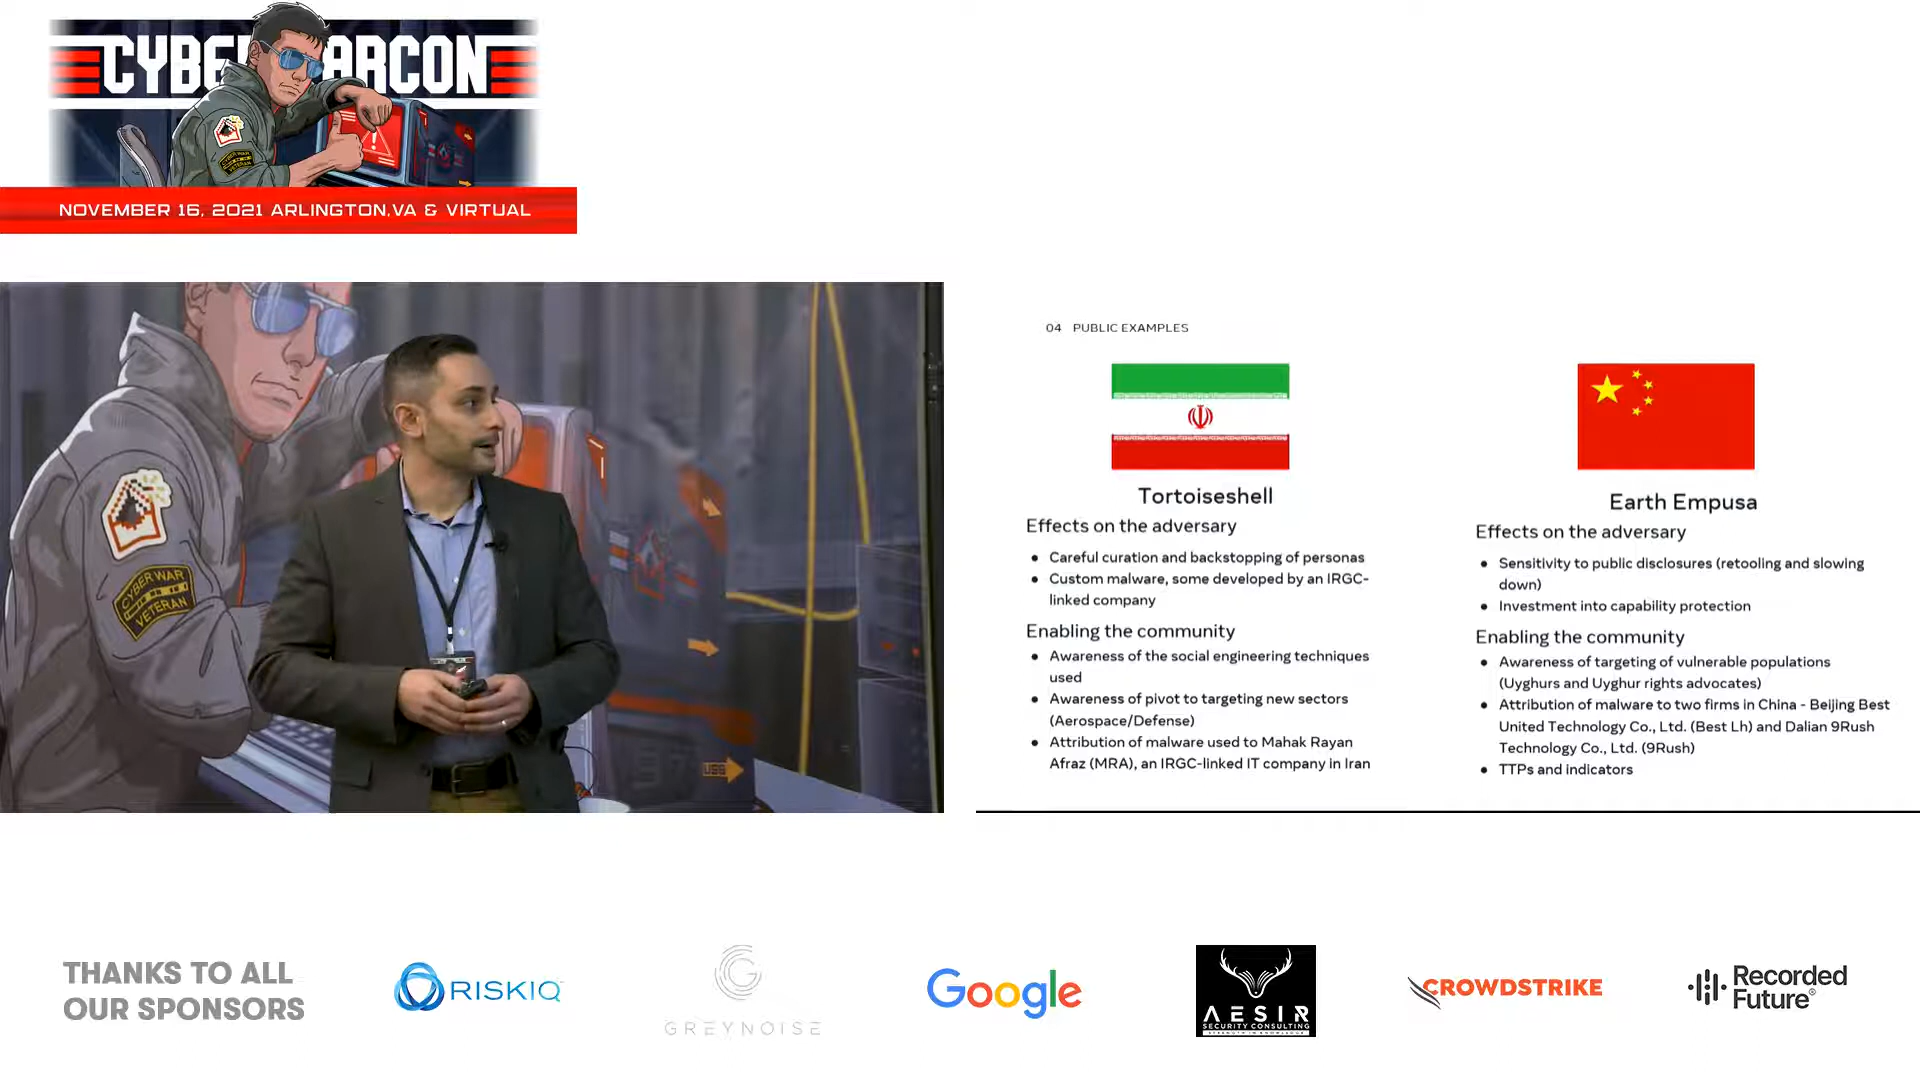 CYBERWARCON
CYBER WAR
VETERAN
NOVEMBER 16, 2021 ARLINGTON,VA & VIRTUAL
CYBER WAR
VETERAN
04 PUBLIC EXAMPLES
Tortoiseshell
Effects on the adversary
● Careful curation and backstopping of personas
● Custom malware, some developed by an IRGC-
linked company
Enabling the community
● Awareness of the social engineering techniques
used
● Awareness of pivot to targeting new sectors
(Aerospace/Defense)
● Attribution of malware used to Mahak Rayan
Afraz (MRA), an IRGC-linked IT company in Iran
Earth Empusa
Effects on the adversary
● Sensitivity to public disclosures (retooling and slowing
down)
● Investment into capability protection
Enabling the community
● Awareness of targeting of vulnerable populations
(Uyghurs and Uyghur rights advocates)
● Attribution of malware to two firms in China - Beijing Best
United Technology Co., Ltd. (Best Lh) and Dalian 9Rush
Technology Co., Ltd. (9Rush)
● TTPs and indicators
THANKS TO ALL
OUR SPONSORS
RISKIQ
GREYNOISE
Google
AESIR
SECURITY CONSULTING
CROWDSTRIKE
Recorded
Future®